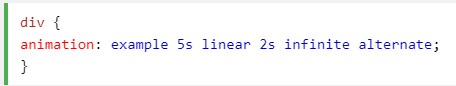 div {
animation: example 5s linear 2s infinite alternate;
}